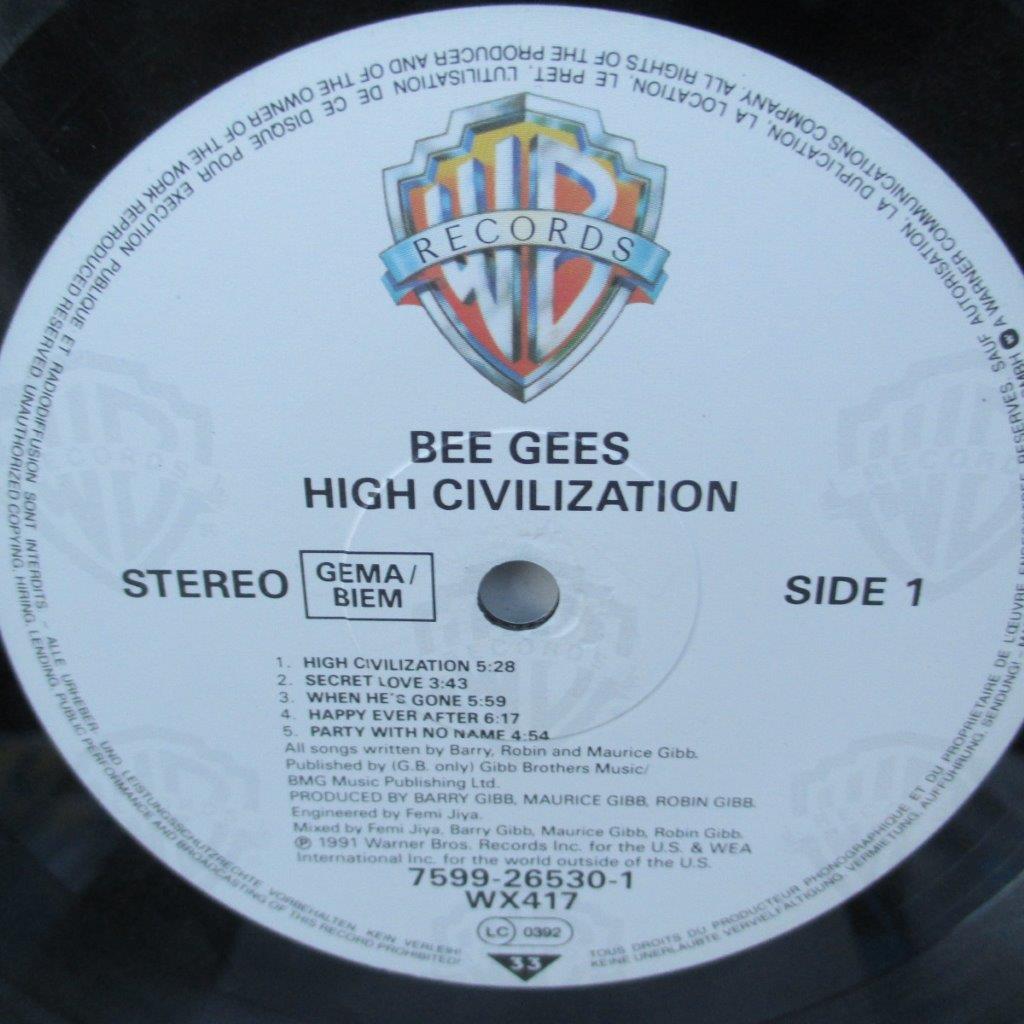 RECORDS
BEE GEES
HIGH CIVILIZATION
STEREO
GEMA/
BIEM
SIDE 1
1. HIGH CIVILIZATION 5:28
2. SECRET LOVE 3:43
3. WHEN HE'S GONE 5:59
4. HAPPY EVER AFTER 6:17
5. PARTY WITH NO NAME 4:54
All songs written by Barry, Robin and Maurice Gibb.
Published by (G.B. only) Gibb Brothers Music/
BMG Music Publishing Ltd.
PRODUCED BY BARRY GIBB, MAURICE GIBB, ROBIN GIBB.
Engineered by Femi Jiya.
Mixed by Femi Jiya, Barry Gibb, Maurice Gibb, Robin Gibb.
℗ 1991 Warner Bros. Records Inc. for the U.S. & WEA
International Inc. for the world outside of the U.S.
7599-26530-1
WX417
LC 0392
33
A WARNER COMMUNICATIONS COMPANY. ALL RIGHTS OF THE PRODUCER AND OF THE OWNER OF THE WORK REPRODUCED RESERVED UNAUTHORIZED COPYING, HIRING, LENDING, PUBLIC PERFORMANCE AND BROADCASTING OF THIS RECORD PROHIBITED!
TOUS DROITS DU PRODUCTEUR PHONOGRAPHIQUE ET DU PROPRIETAIRE DE L'ŒUVRE RESERVES SAUF AUTORISATION, LA DUPLICATION, LA LOCATION, LE PRET, L'UTILISATION DE CE DISQUE POUR EXECUTION PUBLIQUE ET RADIODIFFUSION SONT INTERDITS - ALLE URHEBER UND LEISTUNGSSCHUTZRECHTE VORBEHALTEN. KEIN VERLEIH!
KEINE UNERLAUBTE VERVIELFÄLTIGUNG, VERMIETUNG, AUFFÜHRUNG, SENDUNG!